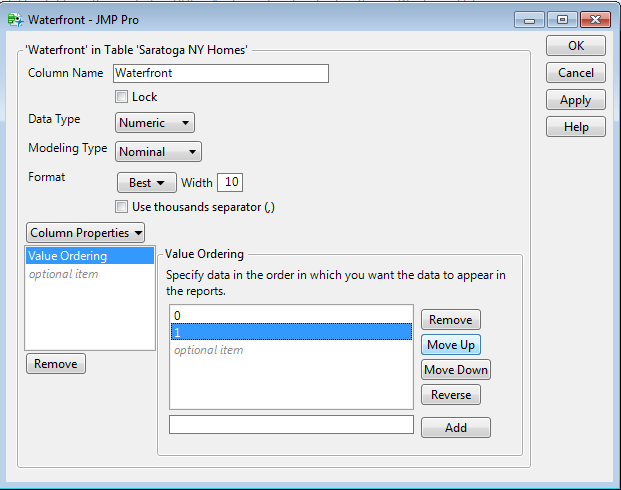 Waterfront - JMP Pro
'Waterfront' in Table 'Saratoga NY Homes'
Column Name Waterfront
Lock
Data Type Numeric
Modeling Type Nominal
Format Best Width 10
Use thousands separator (,)
Column Properties
Value Ordering
optional item
Remove
Value Ordering
Specify data in the order in which you want the data to appear in
the reports.
0
1
optional item
Remove
Move Up
Move Down
Reverse
Add
OK
Cancel
Apply
Help